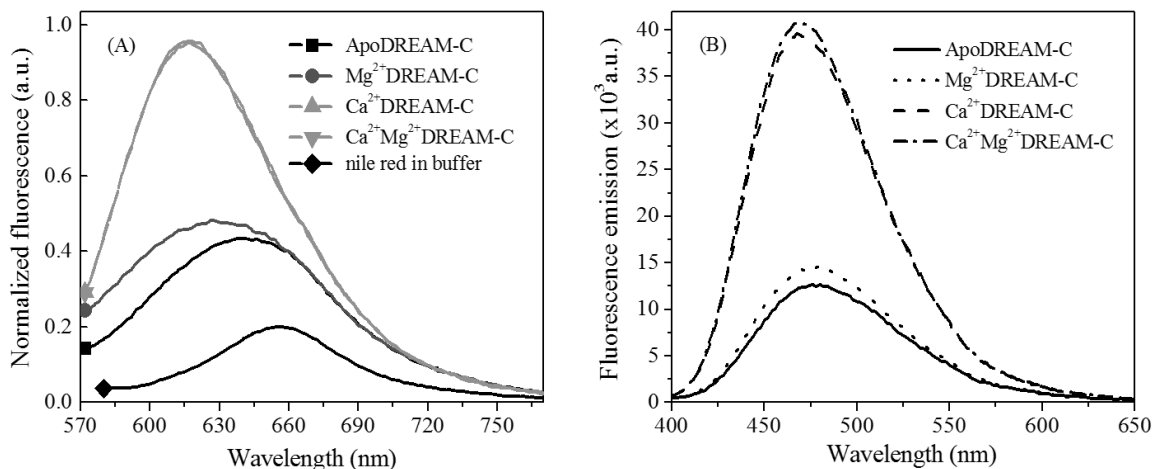 (A)
ApoDREAM-C
Mg²⁺DREAM-C
Ca²⁺DREAM-C
Ca²⁺Mg²⁺DREAM-C
nile red in buffer
Normalized fluorescence (a.u.)
1.0
0.8
0.6
0.4
0.2
0.0
570 600 630 660 690 720 750
Wavelength (nm)
(B)
ApoDREAM-C
Mg²⁺DREAM-C
Ca²⁺DREAM-C
Ca²⁺Mg²⁺DREAM-C
Fluorescence emission (x10³a.u.)
40
35
30
25
20
15
10
5
0
400 450 500 550 600 650
Wavelength (nm)